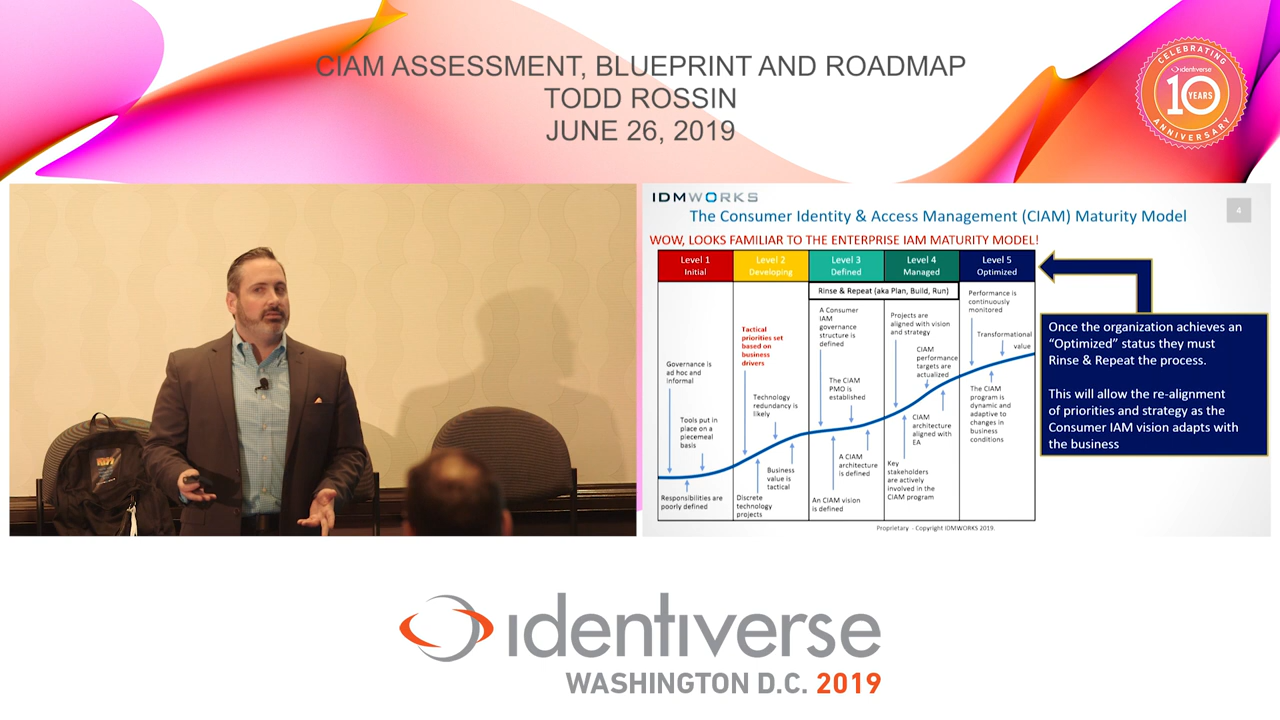 CIAM ASSESSMENT, BLUEPRINT AND ROADMAP
TODD ROSSIN
JUNE 26, 2019
CELEBRATING
identiverse
10 YEARS
ANNIVERSARY
IDMWORKS
The Consumer Identity & Access Management (CIAM) Maturity Model
4
WOW, LOOKS FAMILIAR TO THE ENTERPRISE IAM MATURITY MODEL!
Level 1
Initial
Level 2
Developing
Level 3
Defined
Level 4
Managed
Level 5
Optimized
Rinse & Repeat (aka Plan, Build, Run)
Governance is
ad hoc and
informal
Tools put in
place on a
piecemeal
basis
Responsibilities are
poorly defined
Tactical
priorities set
based on
business
drivers
Technology
redundancy is
likely
Business
value is
tactical
Discrete
technology
projects
A Consumer
IAM
governance
structure is
defined
The CIAM
PMO is
established
A CIAM
architecture
is defined
An CIAM vision
is defined
Projects are
aligned with vision
and strategy
CIAM
performance
targets are
actualized
CIAM
architecture
aligned with
EA
Key
stakeholders
are actively
involved in the
CIAM program
Performance is
continuously
monitored
Transformational
value
The CIAM
program is
dynamic and
adaptive to
changes in
business
conditions
Once the organization achieves an
“Optimized” status they must
Rinse & Repeat the process.
This will allow the re-alignment
of priorities and strategy as the
Consumer IAM vision adapts with
the business
Proprietary - Copyright IDMWORKS 2019.
identiverse
WASHINGTON D.C. 2019